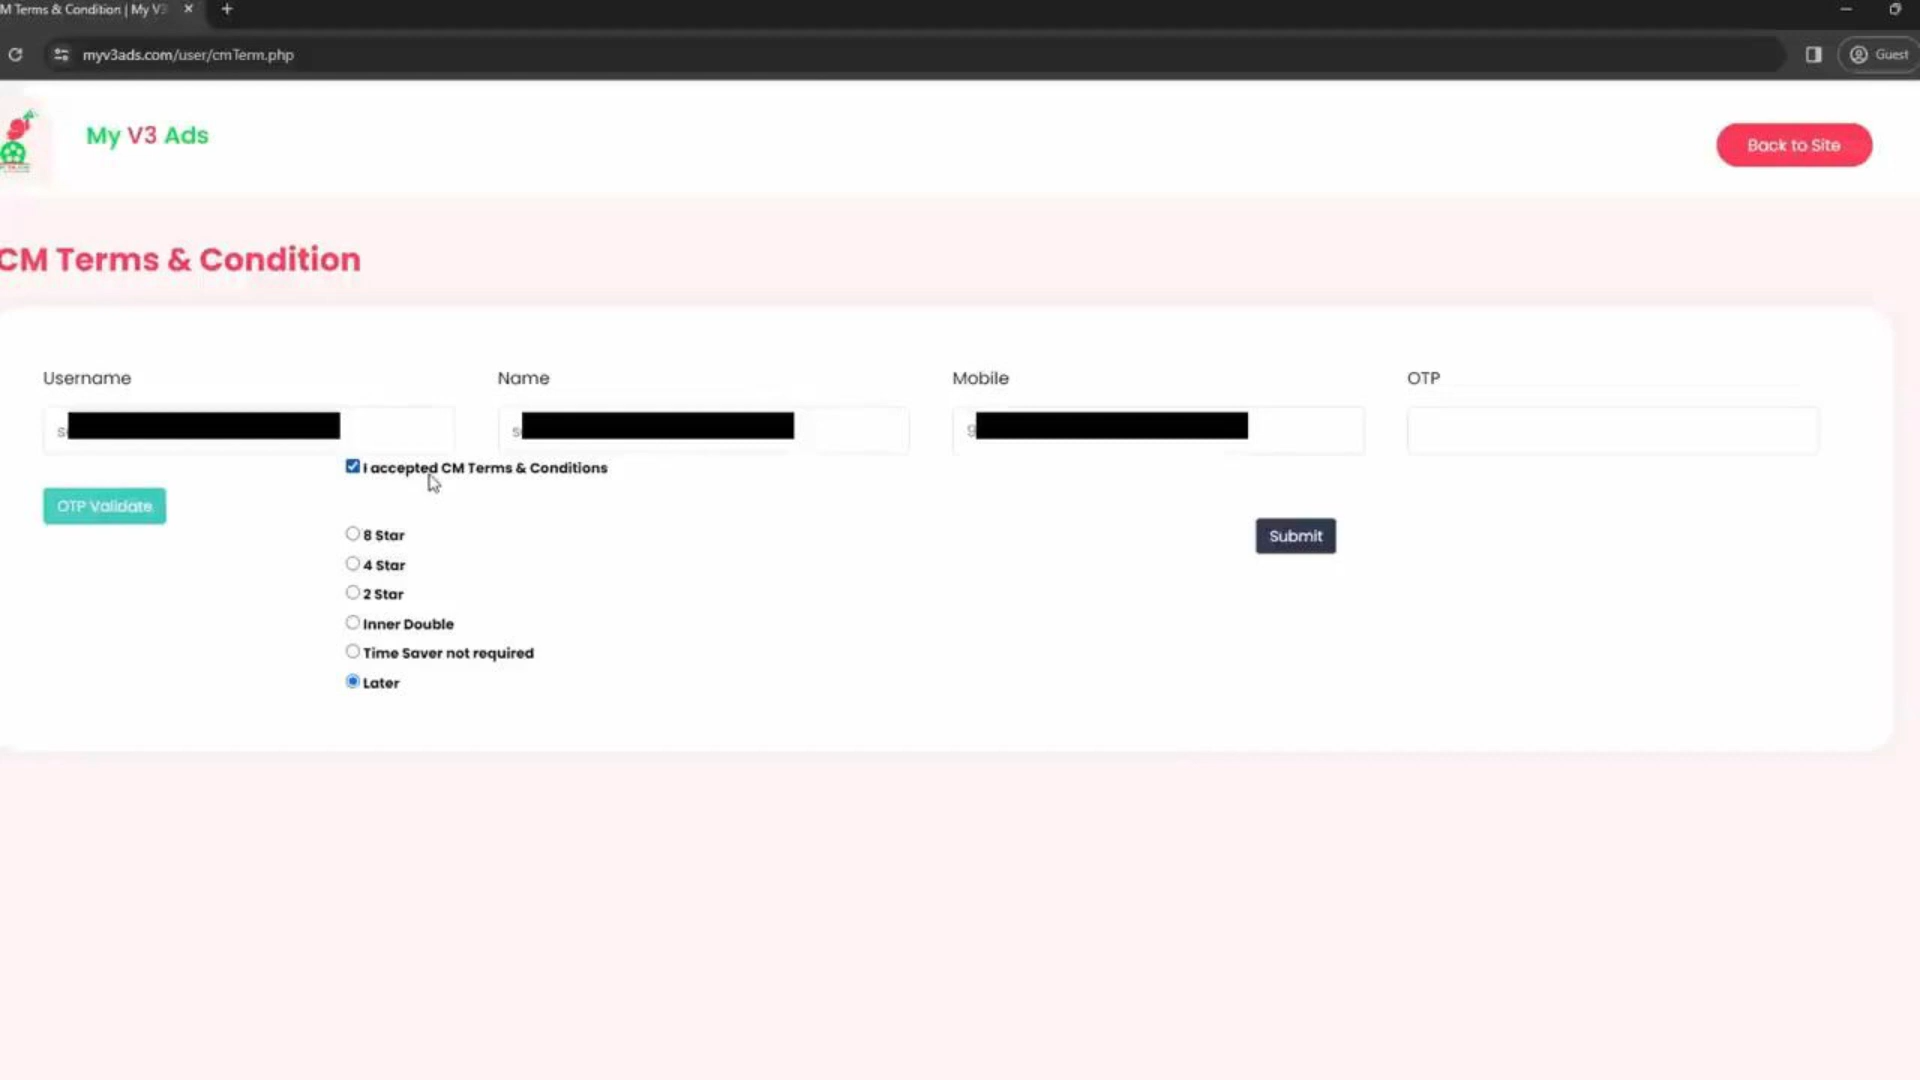 M Terms & Condition | My V3
myv3ads.com/user/cmTerm.php
Guest
My V3 Ads
Back to Site
CM Terms & Condition
Username
Name
Mobile
OTP
s
s
9
I accepted CM Terms & Conditions
OTP Validate
8 Star
Submit
4 Star
2 Star
Inner Double
Time Saver not required
Later